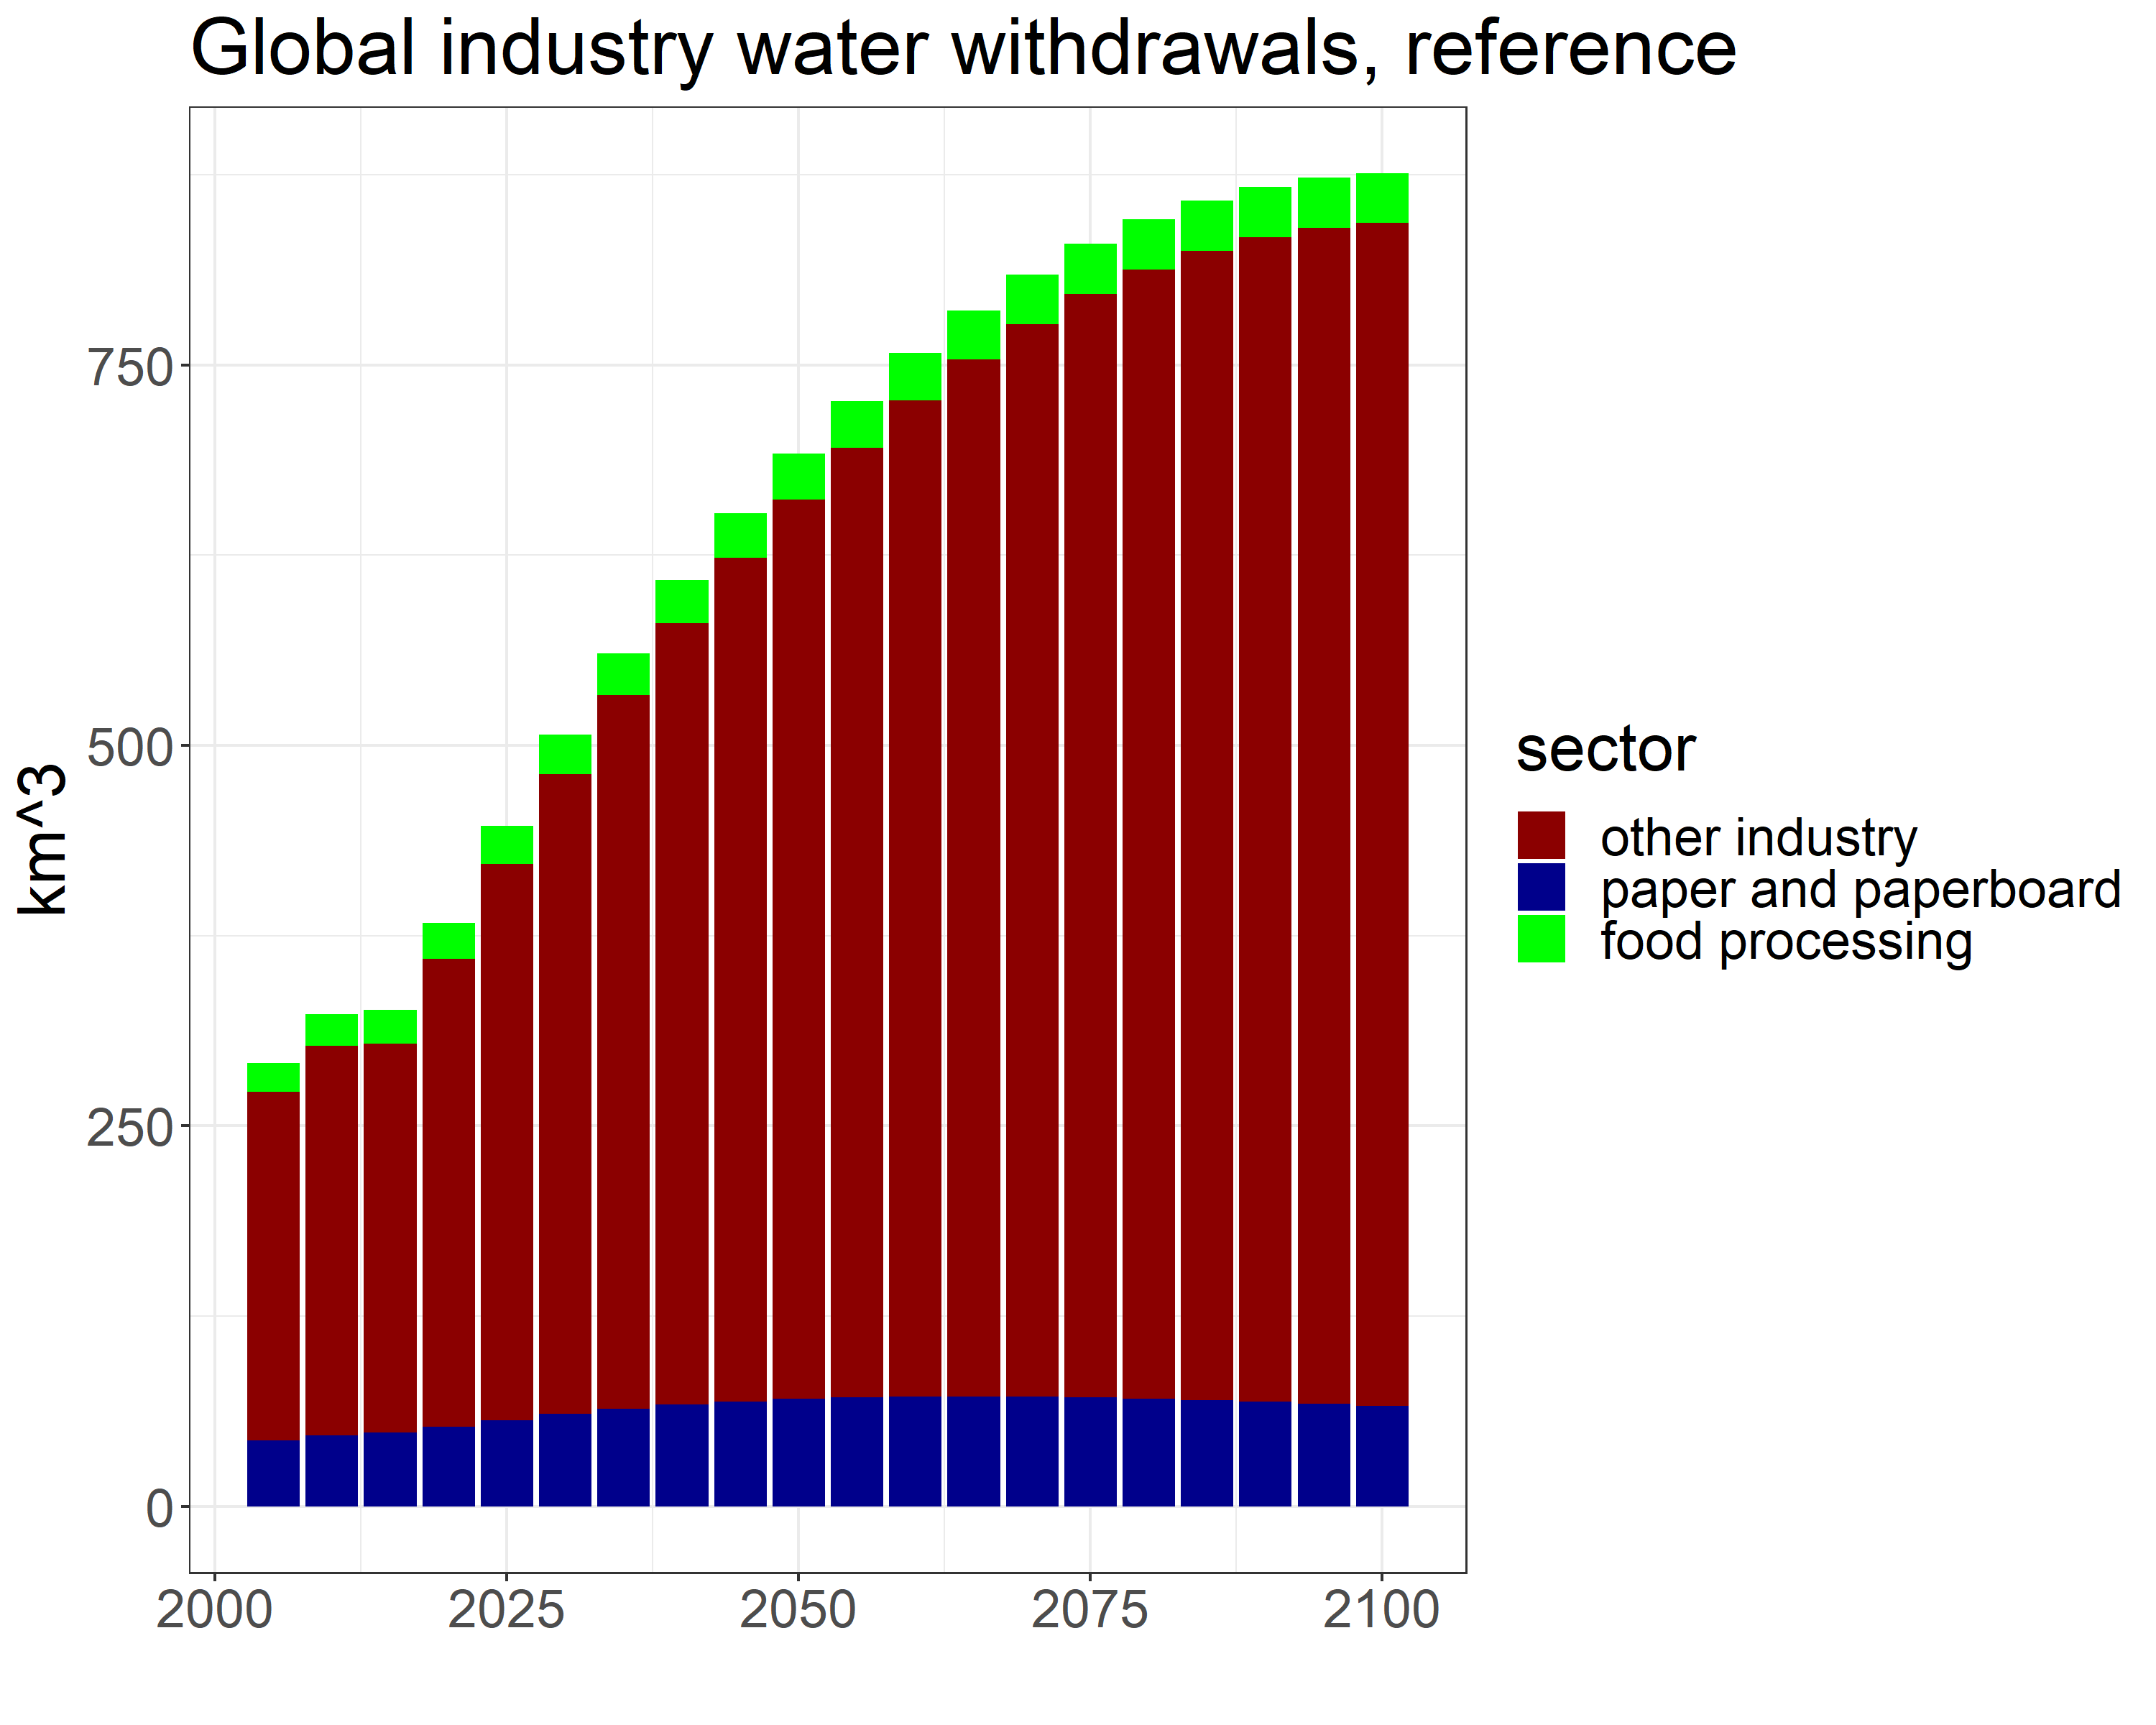 Global industry water withdrawals, reference
km^3
750
500
250
0
2000 2025 2050 2075 2100
sector
other industry
paper and paperboard
food processing